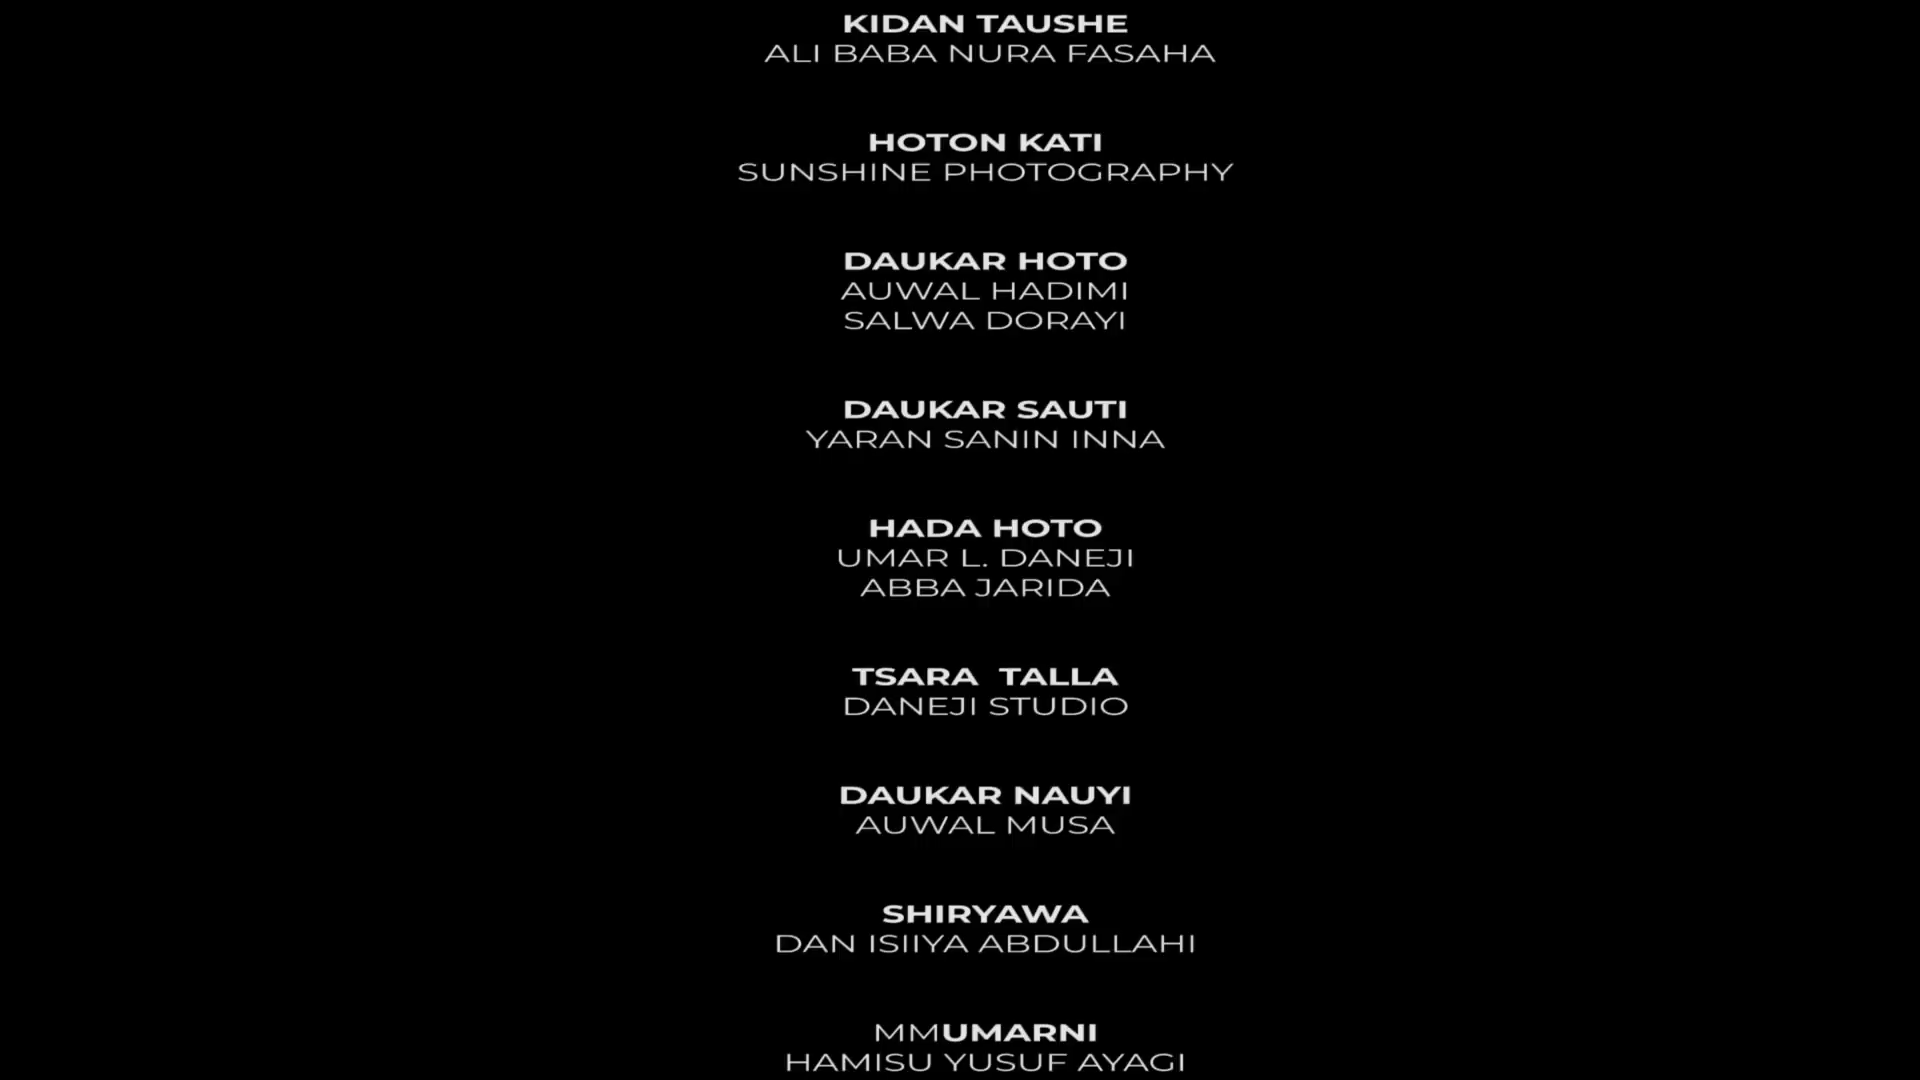 KIDAN TAUSHE
ALI BABA NURA FASAHA
HOTON KATI
SUNSHINE PHOTOGRAPHY
DAUKAR HOTO
AUWAL HADIMI
SALWA DORAYI
DAUKAR SAUTI
YARAN SANIN INNA
HADA HOTO
UMAR L. DANEJI
ABBA JARIDA
TSARA  TALLA
DANEJI STUDIO
DAUKAR NAUYI
AUWAL MUSA
SHIRYAWA
DAN ISIIYA ABDULLAHI
MMUMARNI
HAMISU YUSUF AYAGI